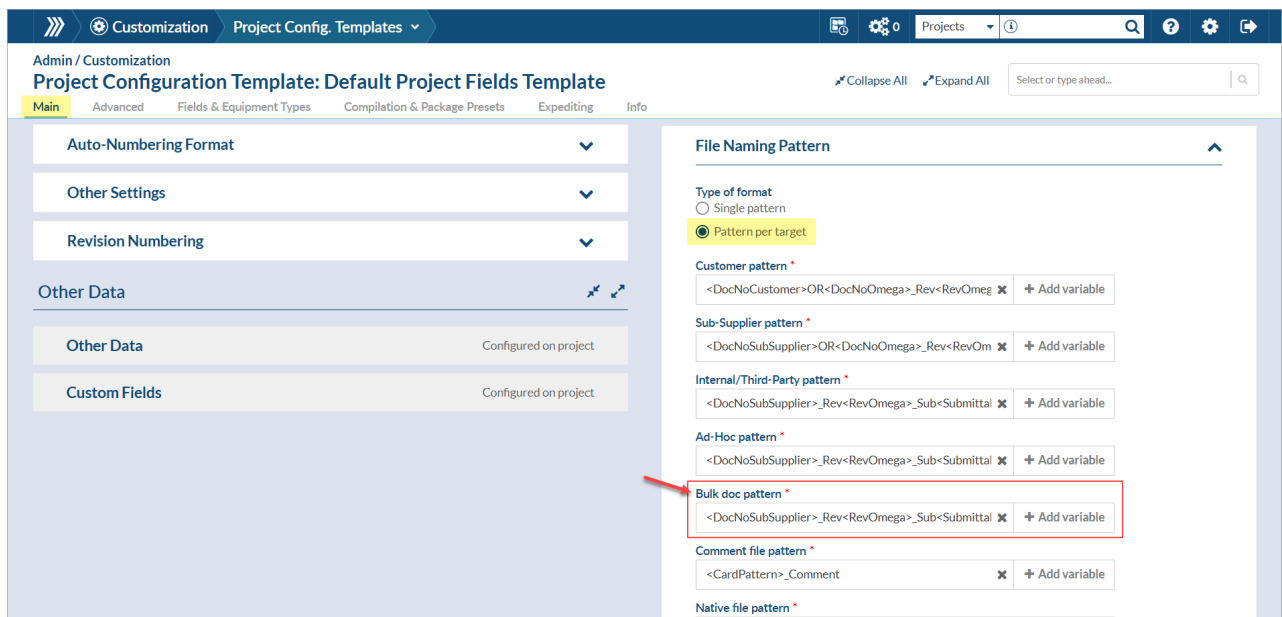 Customization
Project Config. Templates
0
Projects
Admin / Customization
Project Configuration Template: Default Project Fields Template
Collapse All
Expand All
Select or type ahead...
Main
Advanced
Fields & Equipment Types
Compilation & Package Presets
Expediting
Info
Auto-Numbering Format
Other Settings
Revision Numbering
Other Data
Other Data
Configured on project
Custom Fields
Configured on project
File Naming Pattern
Type of format
Single pattern
Pattern per target
Customer pattern *
<DocNoCustomer>OR<DocNoOmega>_Rev<RevOmeg
+ Add variable
Sub-Supplier pattern *
<DocNoSubSupplier>OR<DocNoOmega>_Rev<RevOm
+ Add variable
Internal/Third-Party pattern *
<DocNoSubSupplier>_Rev<RevOmega>_Sub<Submittal
+ Add variable
Ad-Hoc pattern *
<DocNoSubSupplier>_Rev<RevOmega>_Sub<Submittal
+ Add variable
Bulk doc pattern *
<DocNoSubSupplier>_Rev<RevOmega>_Sub<Submittal
+ Add variable
Comment file pattern *
<CardPattern>_Comment
+ Add variable
Native file pattern *